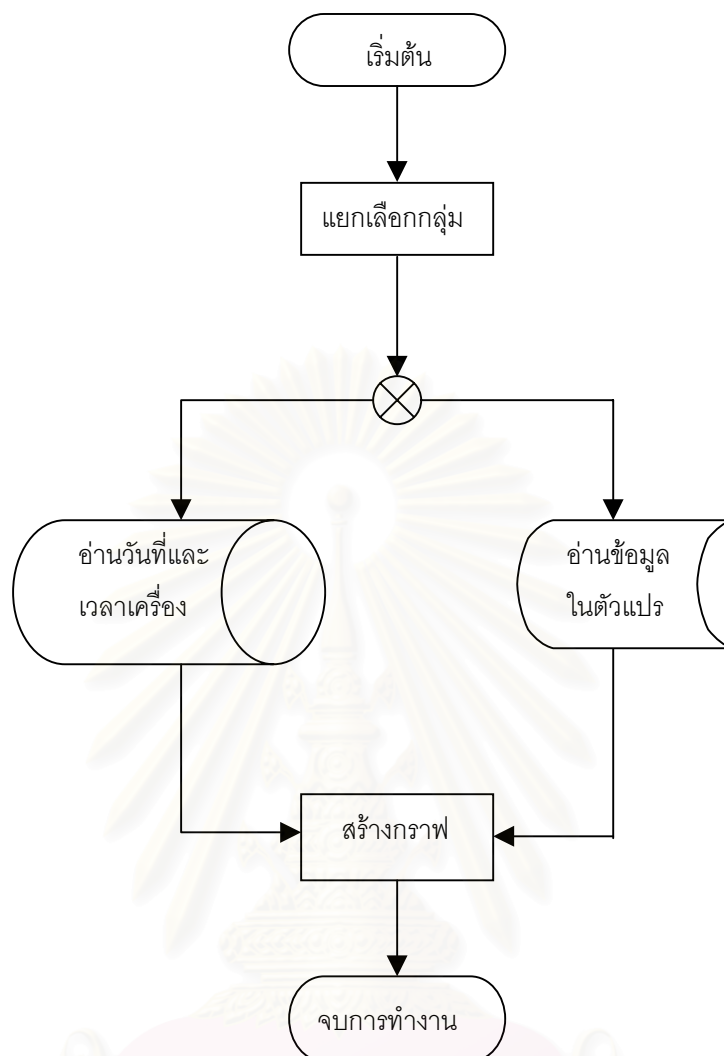 เริ่มต้น
แยกเลือกกลุ่ม
อ่านวันที่และ
เวลาเครื่อง
อ่านข้อมูล
ในตัวแปร
สร้างกราฟ
จบการทำงาน